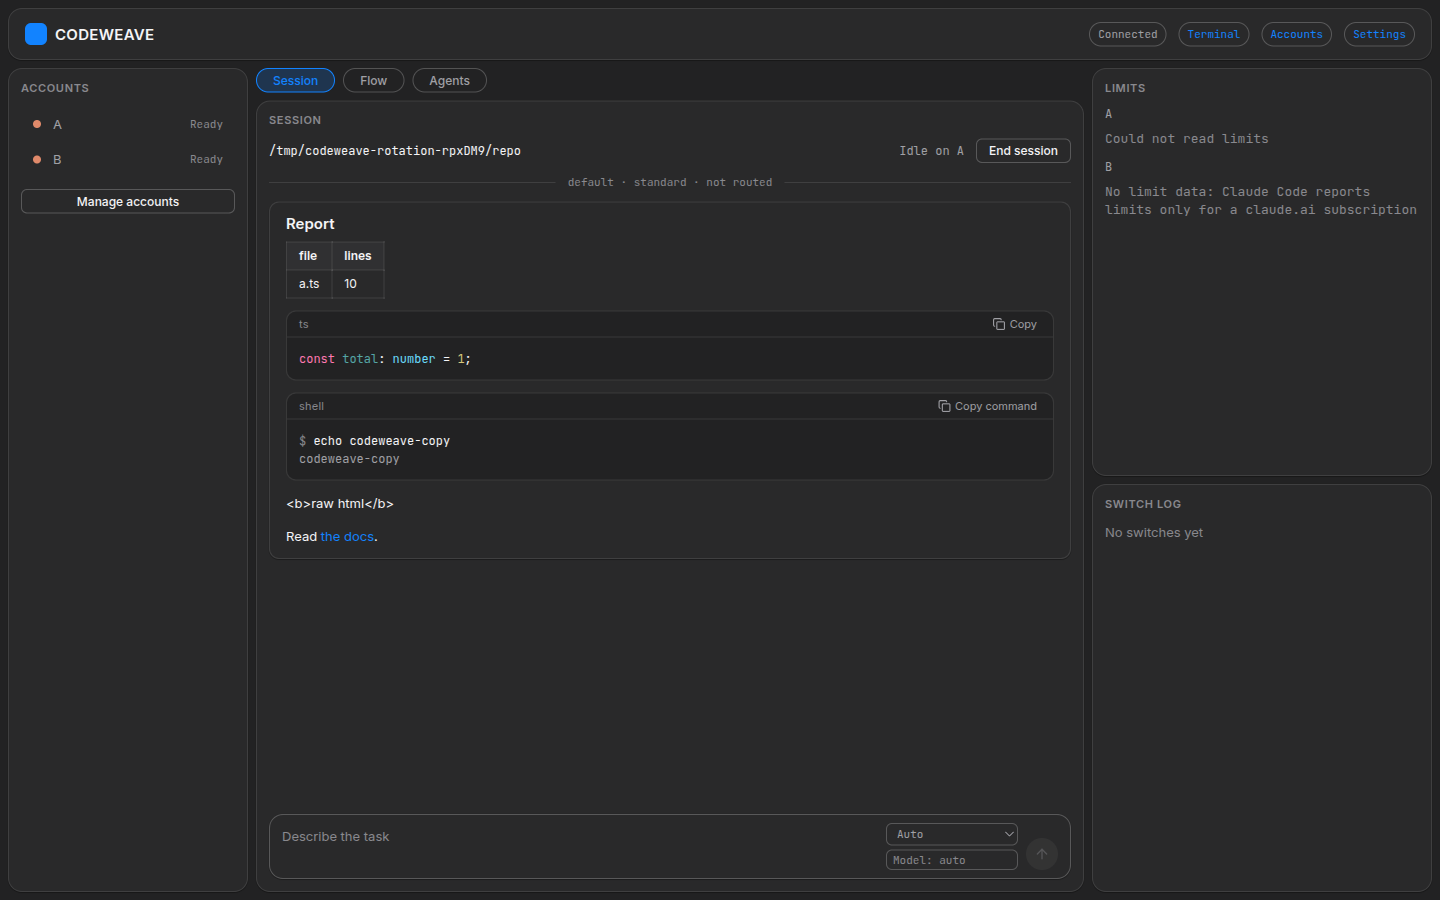 CODEWEAVE
Connected
Terminal
Accounts
Settings
ACCOUNTS
A Ready
B Ready
Manage accounts
Session
Flow
Agents
SESSION
/tmp/codeweave-rotation-rpxDM9/repo
Idle on A
End session
default · standard · not routed
Report
file lines
a.ts 10
ts
Copy
const total: number = 1;
shell
Copy command
$ echo codeweave-copy
codeweave-copy
<b>raw html</b>
Read the docs.
Describe the task
Auto
Model: auto
LIMITS
A
Could not read limits
B
No limit data: Claude Code reports
limits only for a claude.ai subscription
SWITCH LOG
No switches yet